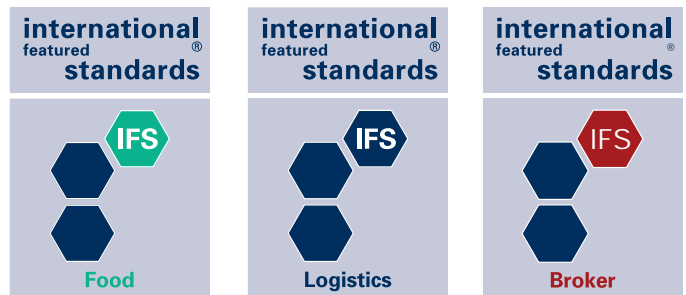 international
featured ®
standards
IFS
Food
international
featured ®
standards
IFS
Logistics
international
featured ®
standards
IFS
Broker